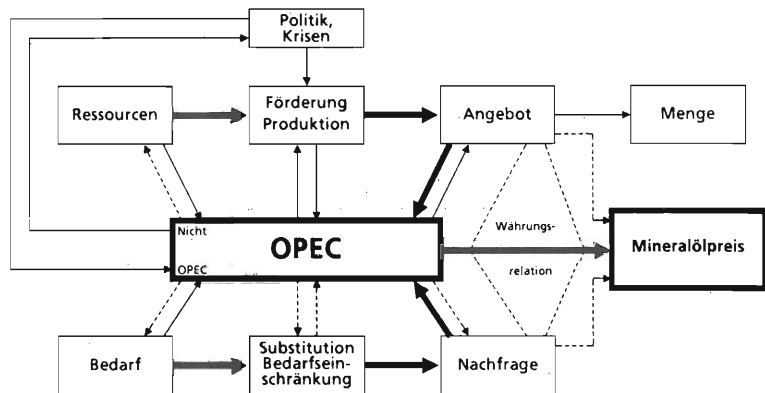 Politik,
Krisen
Ressourcen
Förderung
Produktion
Angebot
Menge
Nicht
OPEC
OPEC
Währungs-
relation
Mineralölpreis
Bedarf
Substitution
Bedarfsein-
schränkung
Nachfrage